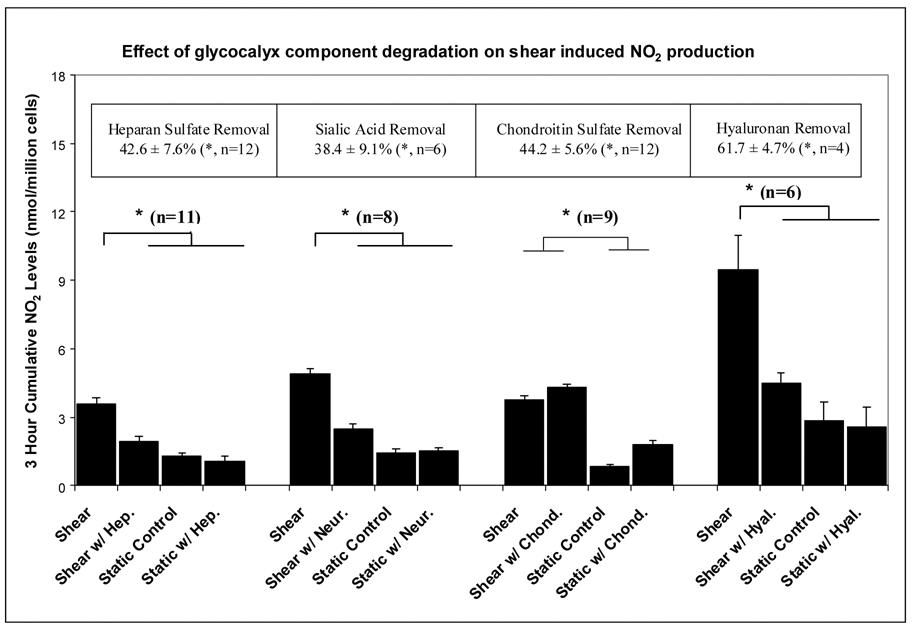 Effect of glycocalyx component degradation on shear induced NO₂ production
3 Hour Cumulative NO₂ Levels (nmol/million cells)
18
15
12
9
6
3
0
Heparan Sulfate Removal
42.6 ± 7.6% (*, n=12)
Sialic Acid Removal
38.4 ± 9.1% (*, n=6)
Chondroitin Sulfate Removal
44.2 ± 5.6% (*, n=12)
Hyaluronan Removal
61.7 ± 4.7% (*, n=4)
* (n=11)
* (n=8)
* (n=9)
* (n=6)
Shear
Shear w/ Hep.
Static Control
Static w/ Hep.
Shear
Shear w/ Neur.
Static Control
Static w/ Neur.
Shear
Shear w/ Chond.
Static Control
Static w/ Chond.
Shear
Shear w/ Hyal.
Static Control
Static w/ Hyal.